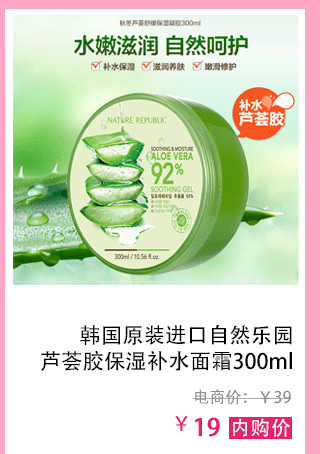 秋冬芦荟舒缓保湿凝胶300ml
水嫩滋润 自然呵护
补水保湿 滋润养肤 嫩滑修护
补水
芦荟胶
NATURE REPUBLIC
SOOTHING & MOISTURE
ALOE VERA
92%
SOOTHING GEL
300ml / 10.56 fl.oz.
韩国原装进口自然乐园
芦荟胶保湿补水面霜300ml
电商价：￥39
￥19 内购价